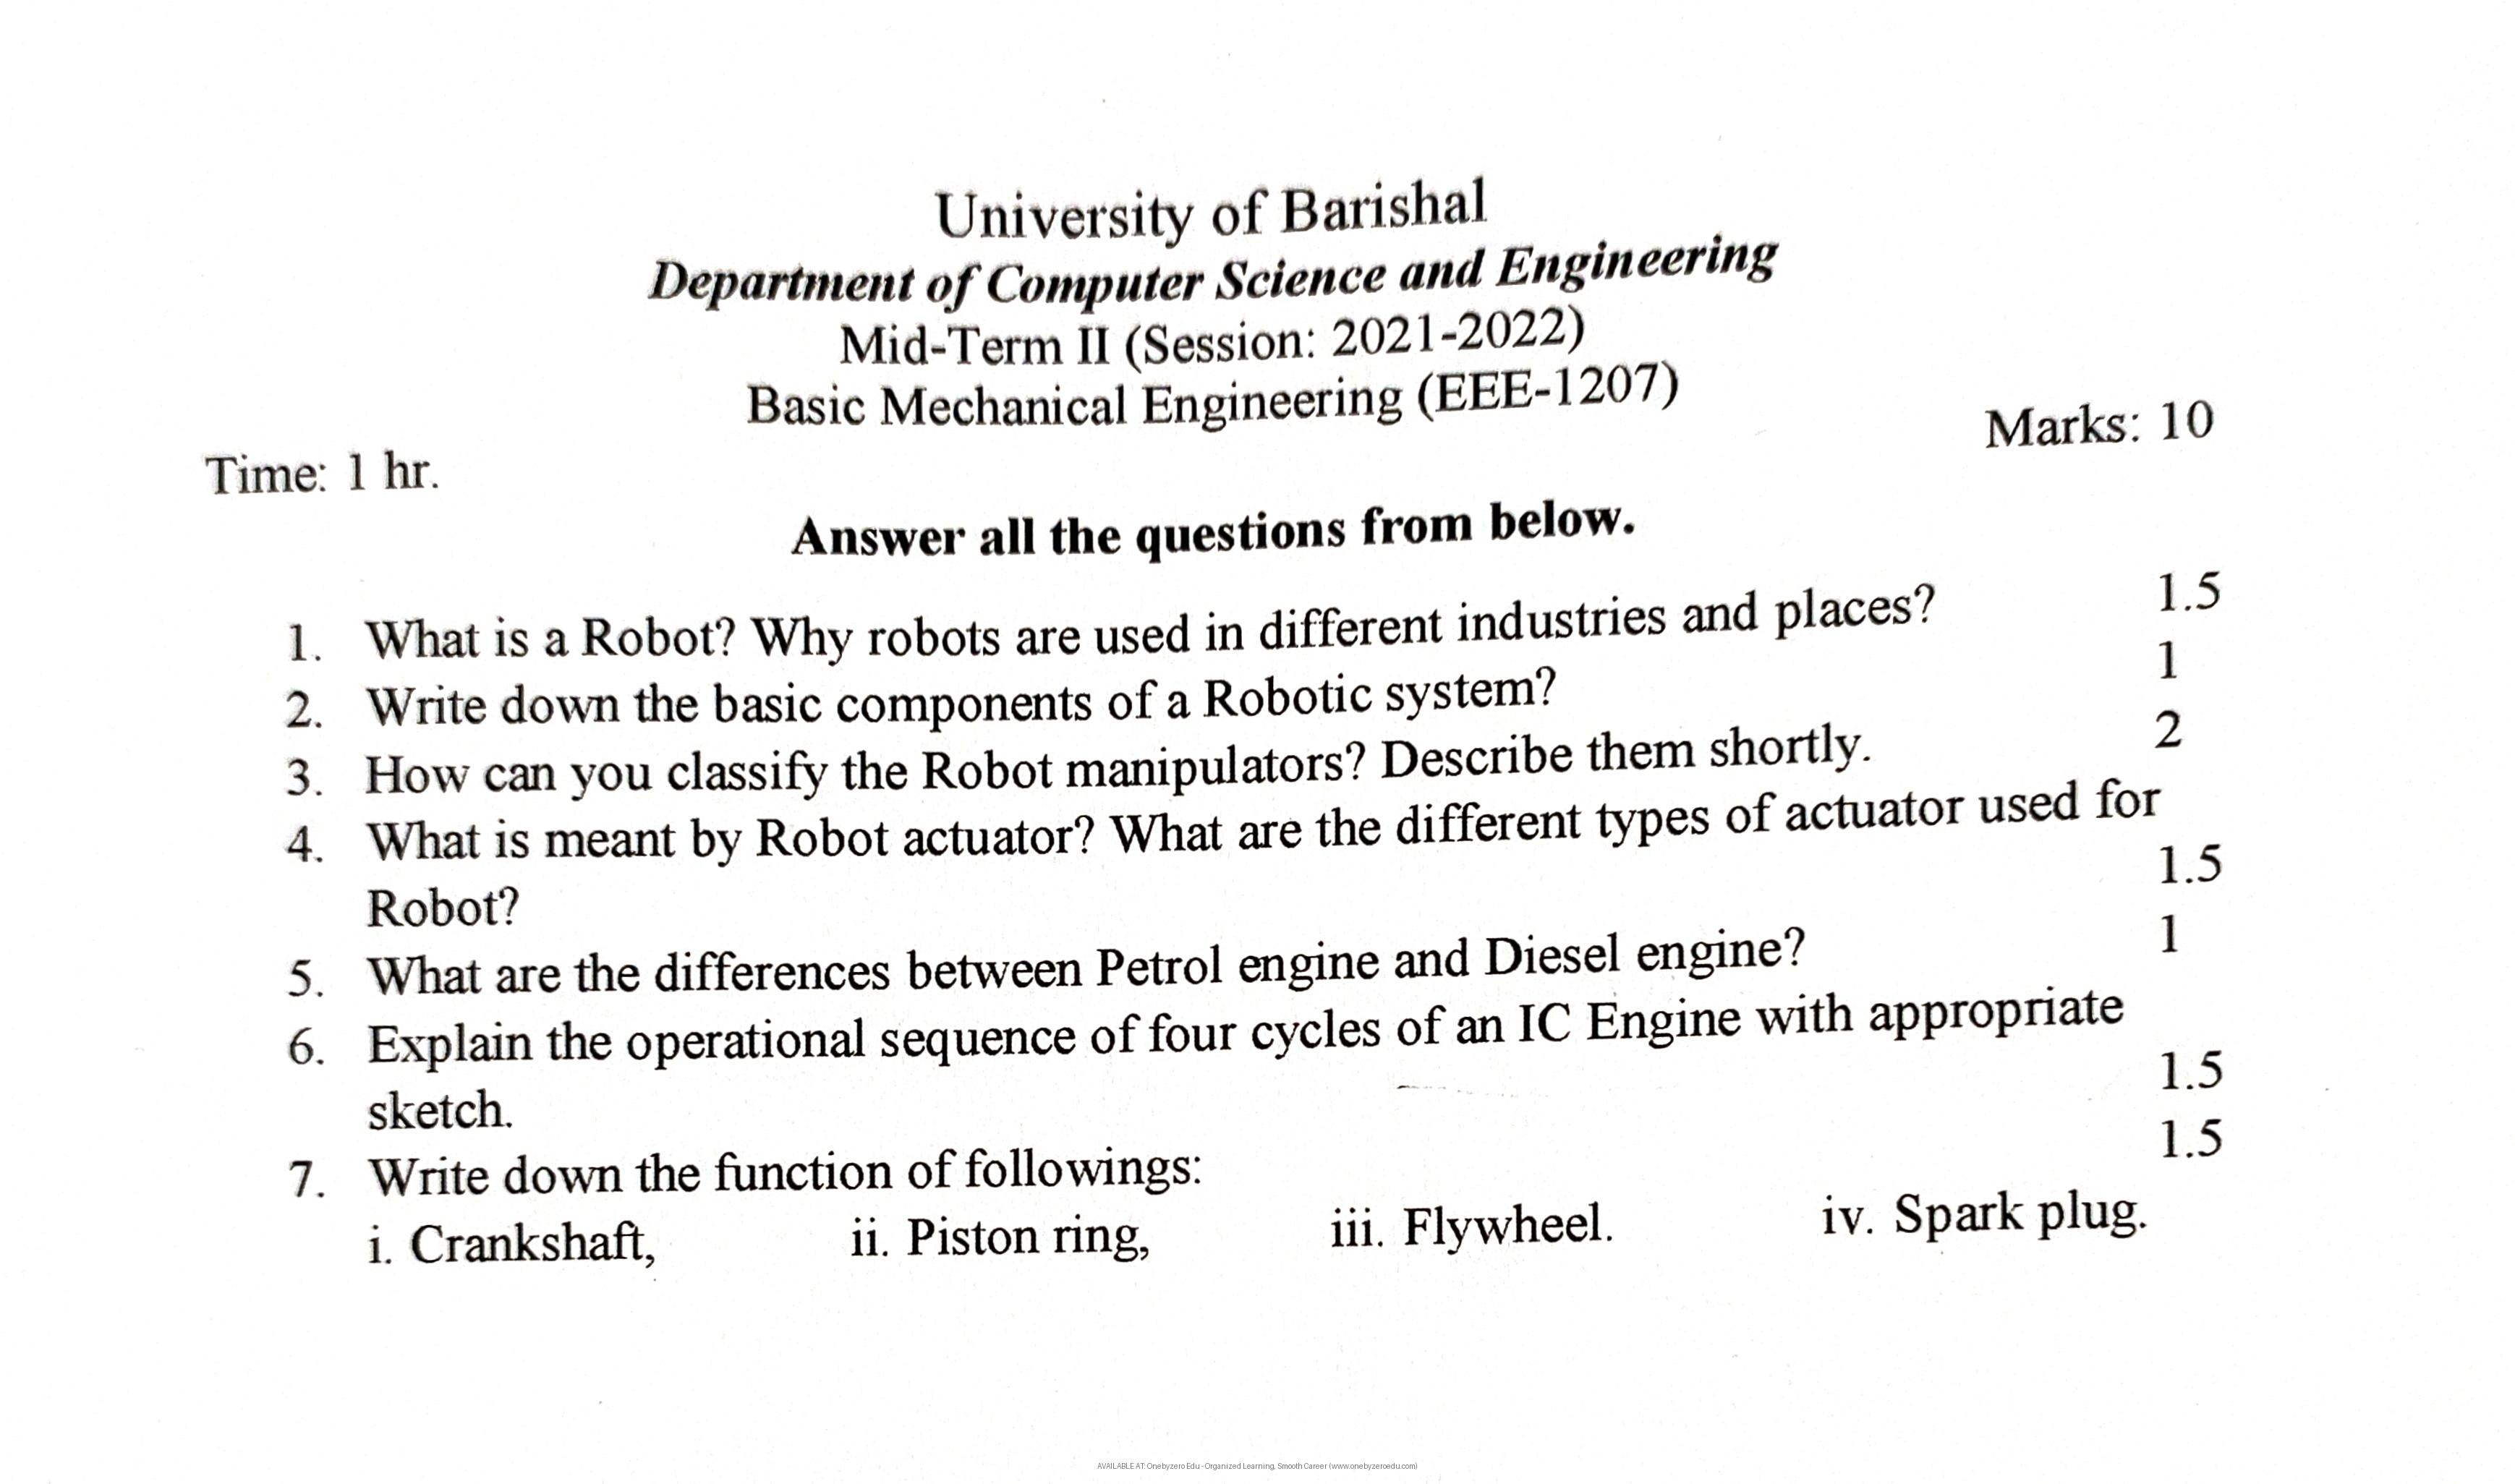 University of Barishal
Department of Computer Science and Engineering
Mid-Term II (Session: 2021-2022)
Basic Mechanical Engineering (EEE-1207)
Time: 1 hr. Marks: 10
Answer all the questions from below.
1. What is a Robot? Why robots are used in different industries and places? 1.5
2. Write down the basic components of a Robotic system? 1
3. How can you classify the Robot manipulators? Describe them shortly. 2
4. What is meant by Robot actuator? What are the different types of actuator used for
Robot? 1.5
5. What are the differences between Petrol engine and Diesel engine? 1
6. Explain the operational sequence of four cycles of an IC Engine with appropriate
sketch. 1.5
7. Write down the function of followings: 1.5
i. Crankshaft, ii. Piston ring, iii. Flywheel. iv. Spark plug.
AVAILABLE AT: Onebyzero Edu - Organized Learning, Smooth Career (www.onebyzeroedu.com)